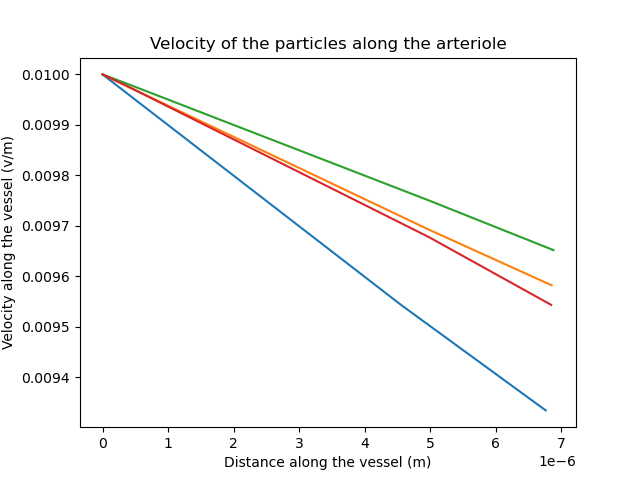 Velocity of the particles along the arteriole
Velocity along the vessel (v/m)
0.0100
0.0099
0.0098
0.0097
0.0096
0.0095
0.0094
0 1 2 3 4 5 6 7
1e−6
Distance along the vessel (m)